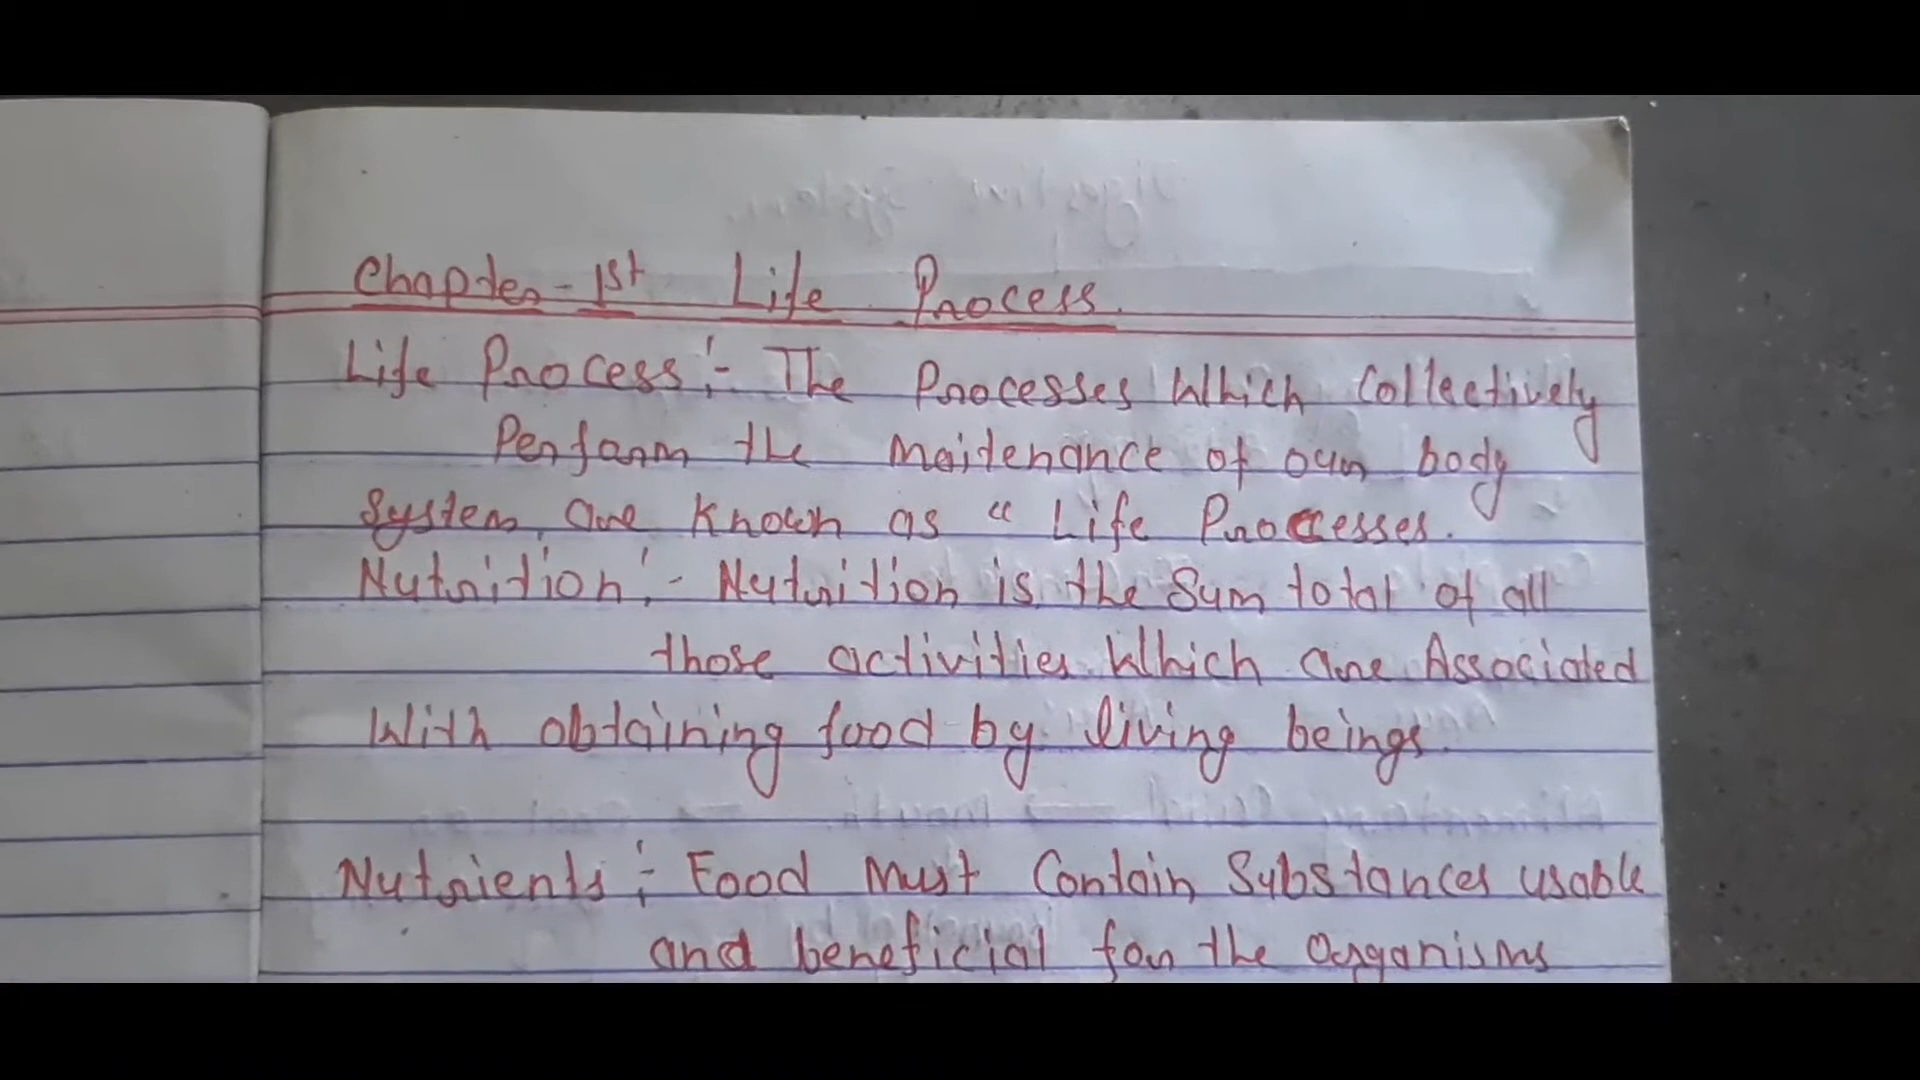 Chapter - 1st Life Process.
Life Process :- The Processes Which Collectively
Perform the maitenance of our body
System are known as " Life Processes.
Nutrition :- Nutrition is the Sum total of all
those activities Which are Associated
With obtaining food by living beings.
Nutrients :- Food Must Contain Substances usable
and beneficial for the Organisms